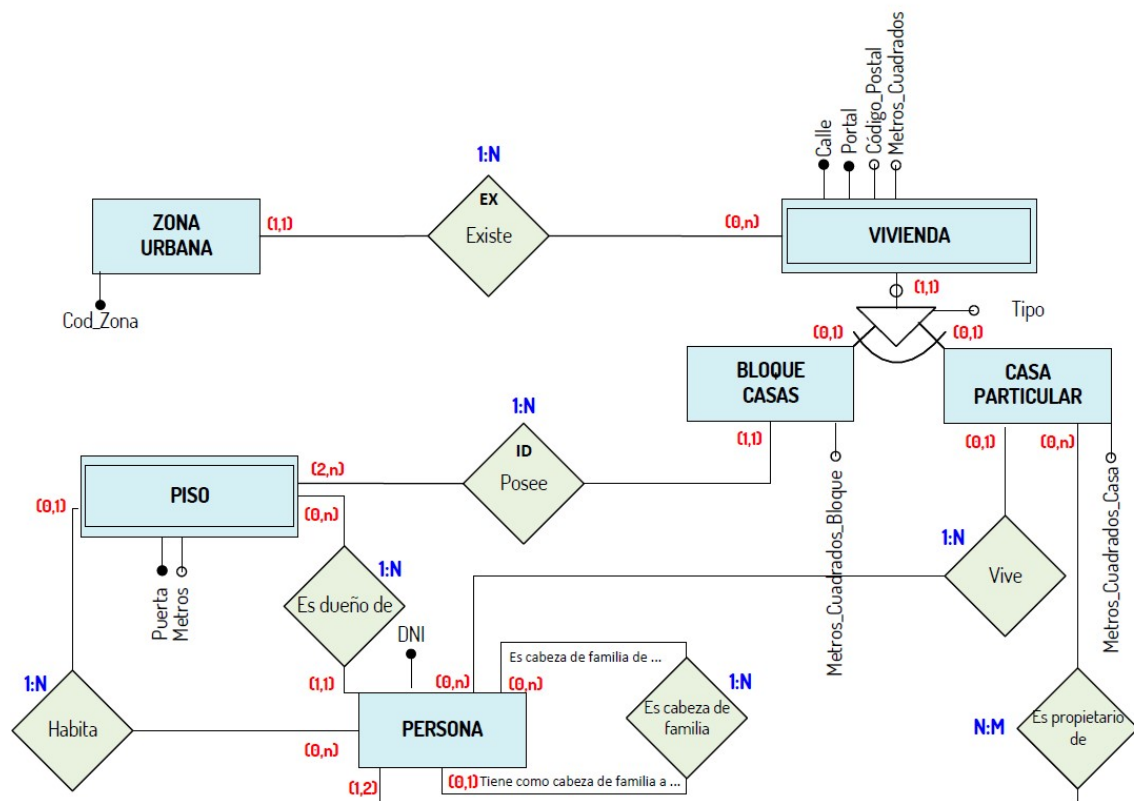 Calle
Portal
Código_Postal
Metros_Cuadrados
1:N
EX
Existe
ZONA
URBANA
(1,1)
(0,n)
VIVIENDA
Cod_Zona
(1,1)
Tipo
(0,1)
(0,1)
BLOQUE
CASAS
CASA
PARTICULAR
1:N
ID
Posee
(1,1)
(0,1)
(0,n)
(2,n)
PISO
(0,1)
(0,n)
Metros_Cuadrados_Bloque
Metros_Cuadrados_Casa
1:N
Vive
Puerta
Metros
1:N
Es dueño de
DNI
Es cabeza de familia de ...
(1,1)
(0,n)
(0,n)
1:N
Es cabeza de
familia
1:N
Habita
PERSONA
(0,n)
N:M
Es propietario
de
(1,2)
(0,1)
Tiene como cabeza de familia a ...